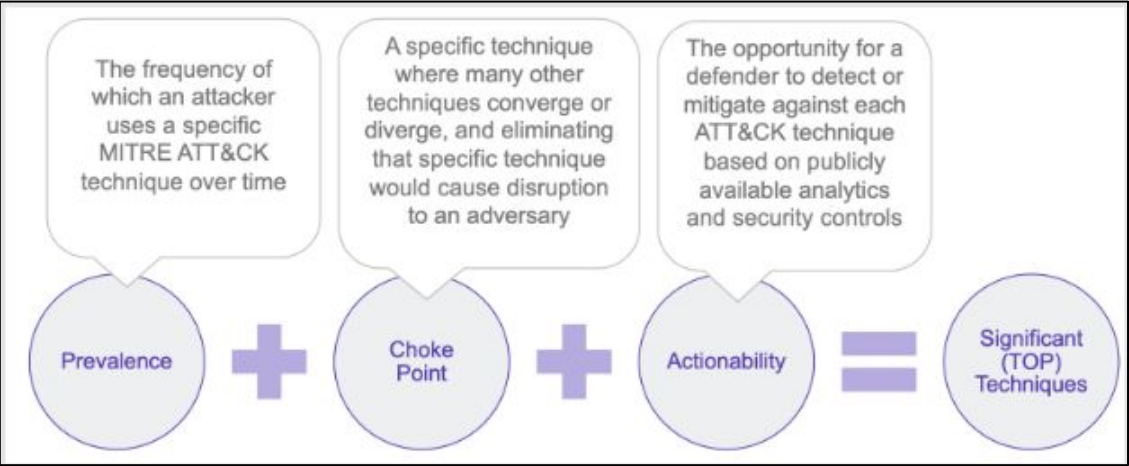 The frequency of
which an attacker
uses a specific
MITRE ATT&CK
technique over time
A specific technique
where many other
techniques converge or
diverge, and eliminating
that specific technique
would cause disruption
to an adversary
The opportunity for a
defender to detect or
mitigate against each
ATT&CK technique
based on publicly
available analytics
and security controls
Prevalence
Choke
Point
Actionability
Significant
(TOP)
Techniques